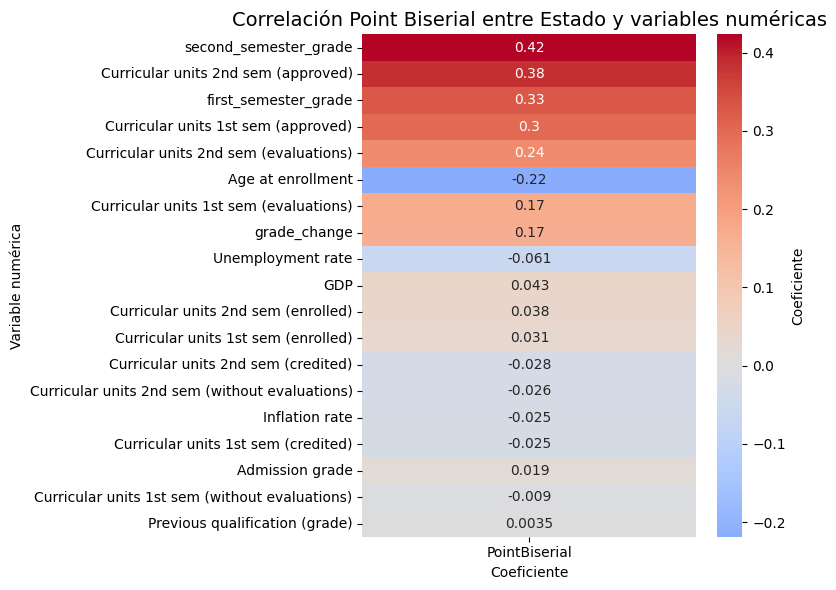 Correlación Point Biserial entre Estado y variables numéricas
second_semester_grade 0.42
Curricular units 2nd sem (approved) 0.38
first_semester_grade 0.33
Curricular units 1st sem (approved) 0.3
Curricular units 2nd sem (evaluations) 0.24
Age at enrollment -0.22
Curricular units 1st sem (evaluations) 0.17
grade_change 0.17
Unemployment rate -0.061
GDP 0.043
Curricular units 2nd sem (enrolled) 0.038
Curricular units 1st sem (enrolled) 0.031
Curricular units 2nd sem (credited) -0.028
Curricular units 2nd sem (without evaluations) -0.026
Inflation rate -0.025
Curricular units 1st sem (credited) -0.025
Admission grade 0.019
Curricular units 1st sem (without evaluations) -0.009
Previous qualification (grade) 0.0035
Variable numérica
PointBiserial
Coeficiente
0.4
0.3
0.2
0.1
0.0
−0.1
−0.2
Coeficiente